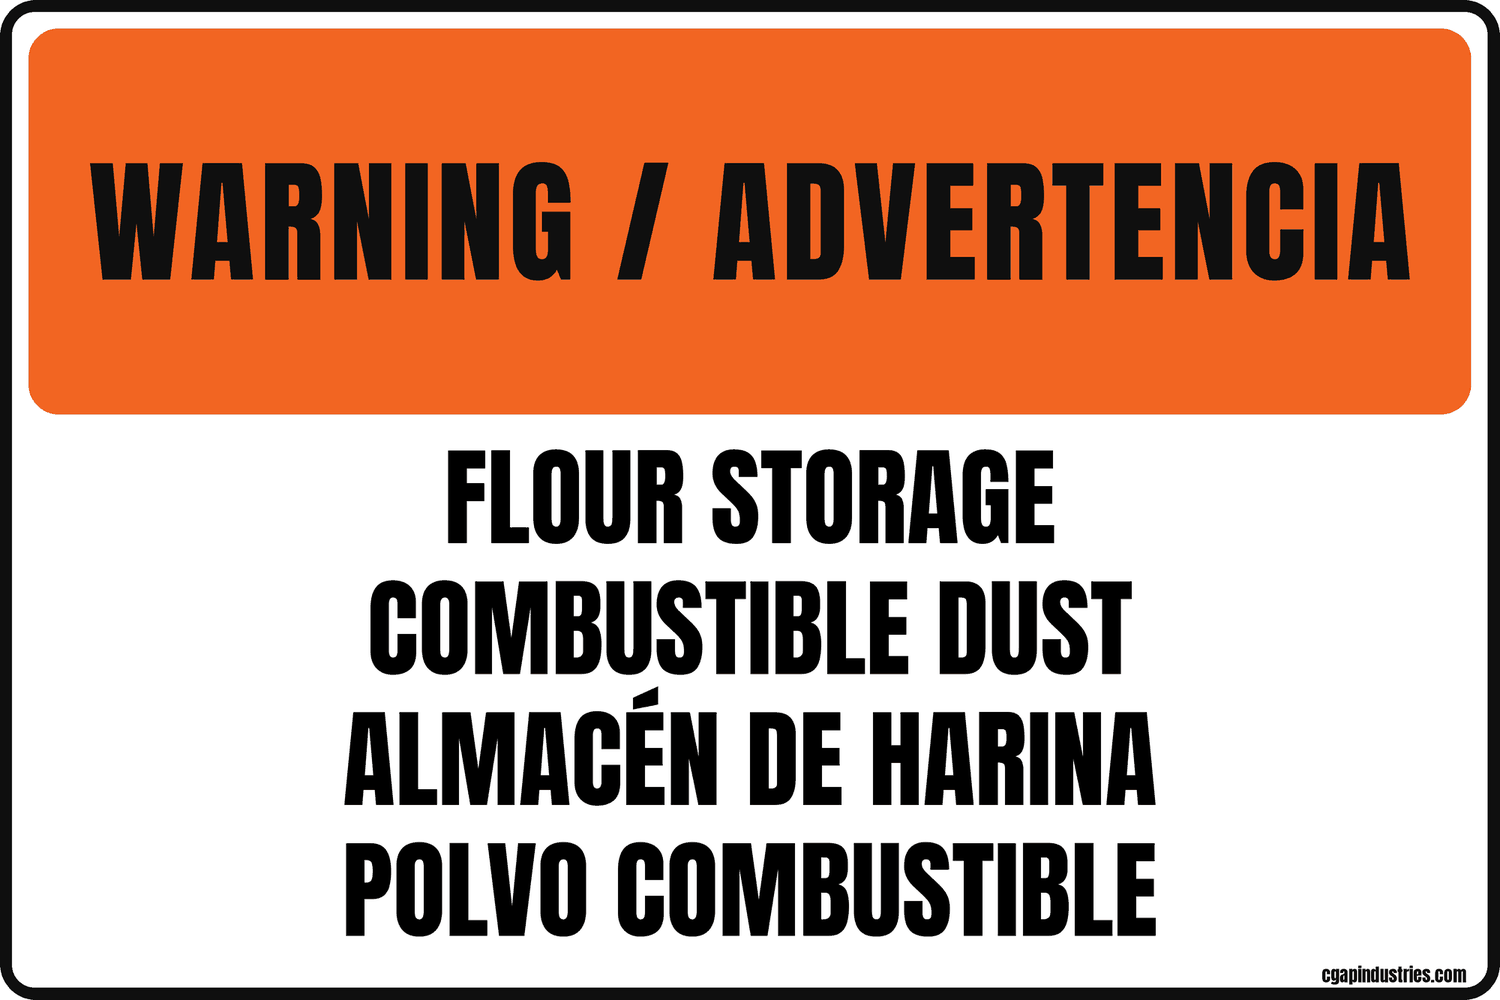 WARNING / ADVERTENCIA
FLOUR STORAGE
COMBUSTIBLE DUST
ALMACÉN DE HARINA
POLVO COMBUSTIBLE
cgapindustries.com